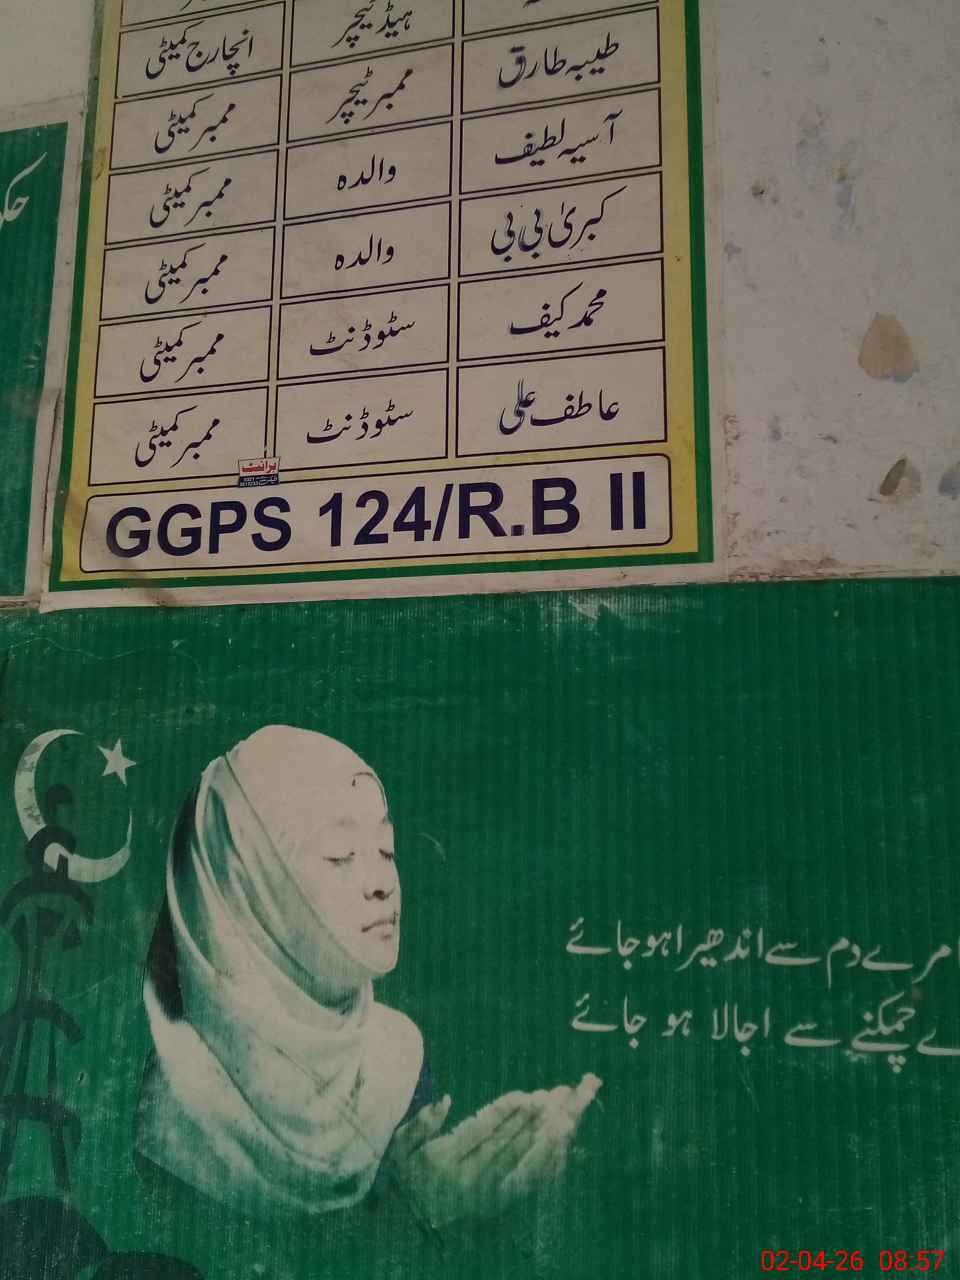 ہیڈ ٹیچر
طیبہ طارق ممبر ٹیچر انچارج کمیٹی
آسیہ لطیف والدہ ممبر کمیٹی
کبریٰ بی بی والدہ ممبر کمیٹی
محمد کیف سٹوڈنٹ ممبر کمیٹی
عاطف علی سٹوڈنٹ ممبر کمیٹی
ممبر کمیٹی
برائٹ
GGPS 124/R.B II
مرے دم سے اندھیرا ہو جائے
چمکنے سے اجالا ہو جائے
02-04-26 08:57